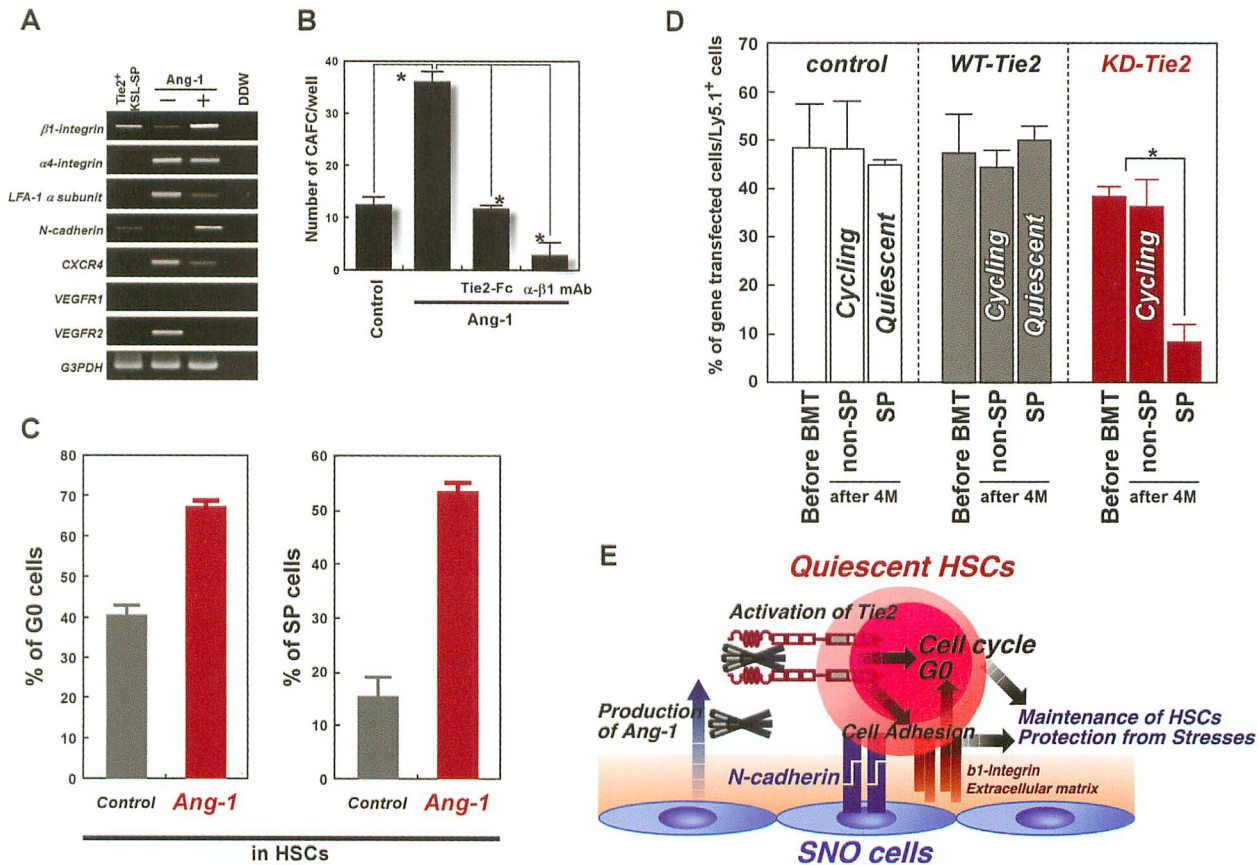 A
Tie2+
KSL-SP
Ang-1
− +
DDW
β1-integrin
α4-integrin
LFA-1 α subunit
N-cadherin
CXCR4
VEGFR1
VEGFR2
G3PDH
B
Number of CAFC/well
40
30
20
10
0
*
*
*
Control
Tie2-Fc α-β1 mAb
Ang-1
C
% of G0 cells
80
70
60
50
40
30
20
10
0
Control Ang-1
% of SP cells
60
50
40
30
20
10
0
Control Ang-1
in HSCs
D
% of gene transfected cells/Ly5.1+ cells
70
60
50
40
30
20
10
0
control WT-Tie2 KD-Tie2
*
Cycling
Quiescent
Cycling
Quiescent
Cycling
Before BMT
non-SP
SP
after 4M
Before BMT
non-SP
SP
after 4M
Before BMT
non-SP
SP
after 4M
E
Quiescent HSCs
Activation of Tie2
Cell cycle
G0
Production
of Ang-1
Cell Adhesion
Maintenance of HSCs
Protection from Stresses
N-cadherin
b1-Integrin
Extracellular matrix
SNO cells